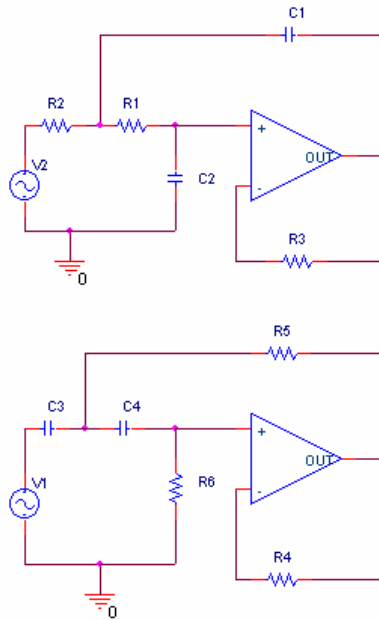 C1
R2 R1
V2
+
OUT
C2
-
R3
0
R5
C3 C4
+
V1
R6
OUT
-
R4
0